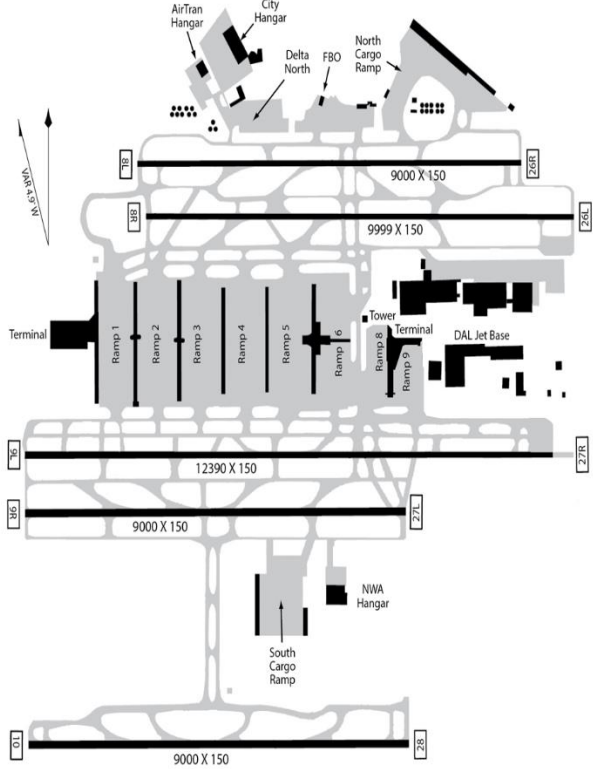 AirTran
Hangar
City
Hangar
Delta
North
FBO
North
Cargo
Ramp
VAR 4.9° W
8L
9000 X 150
26R
8R
9999 X 150
26L
Terminal
Ramp 1
Ramp 2
Ramp 3
Ramp 4
Ramp 5
Ramp 6
Tower
Ramp 8
Terminal
Ramp 9
DAL Jet Base
9L
12390 X 150
27R
9R
9000 X 150
27L
NWA
Hangar
South
Cargo
Ramp
10
9000 X 150
28